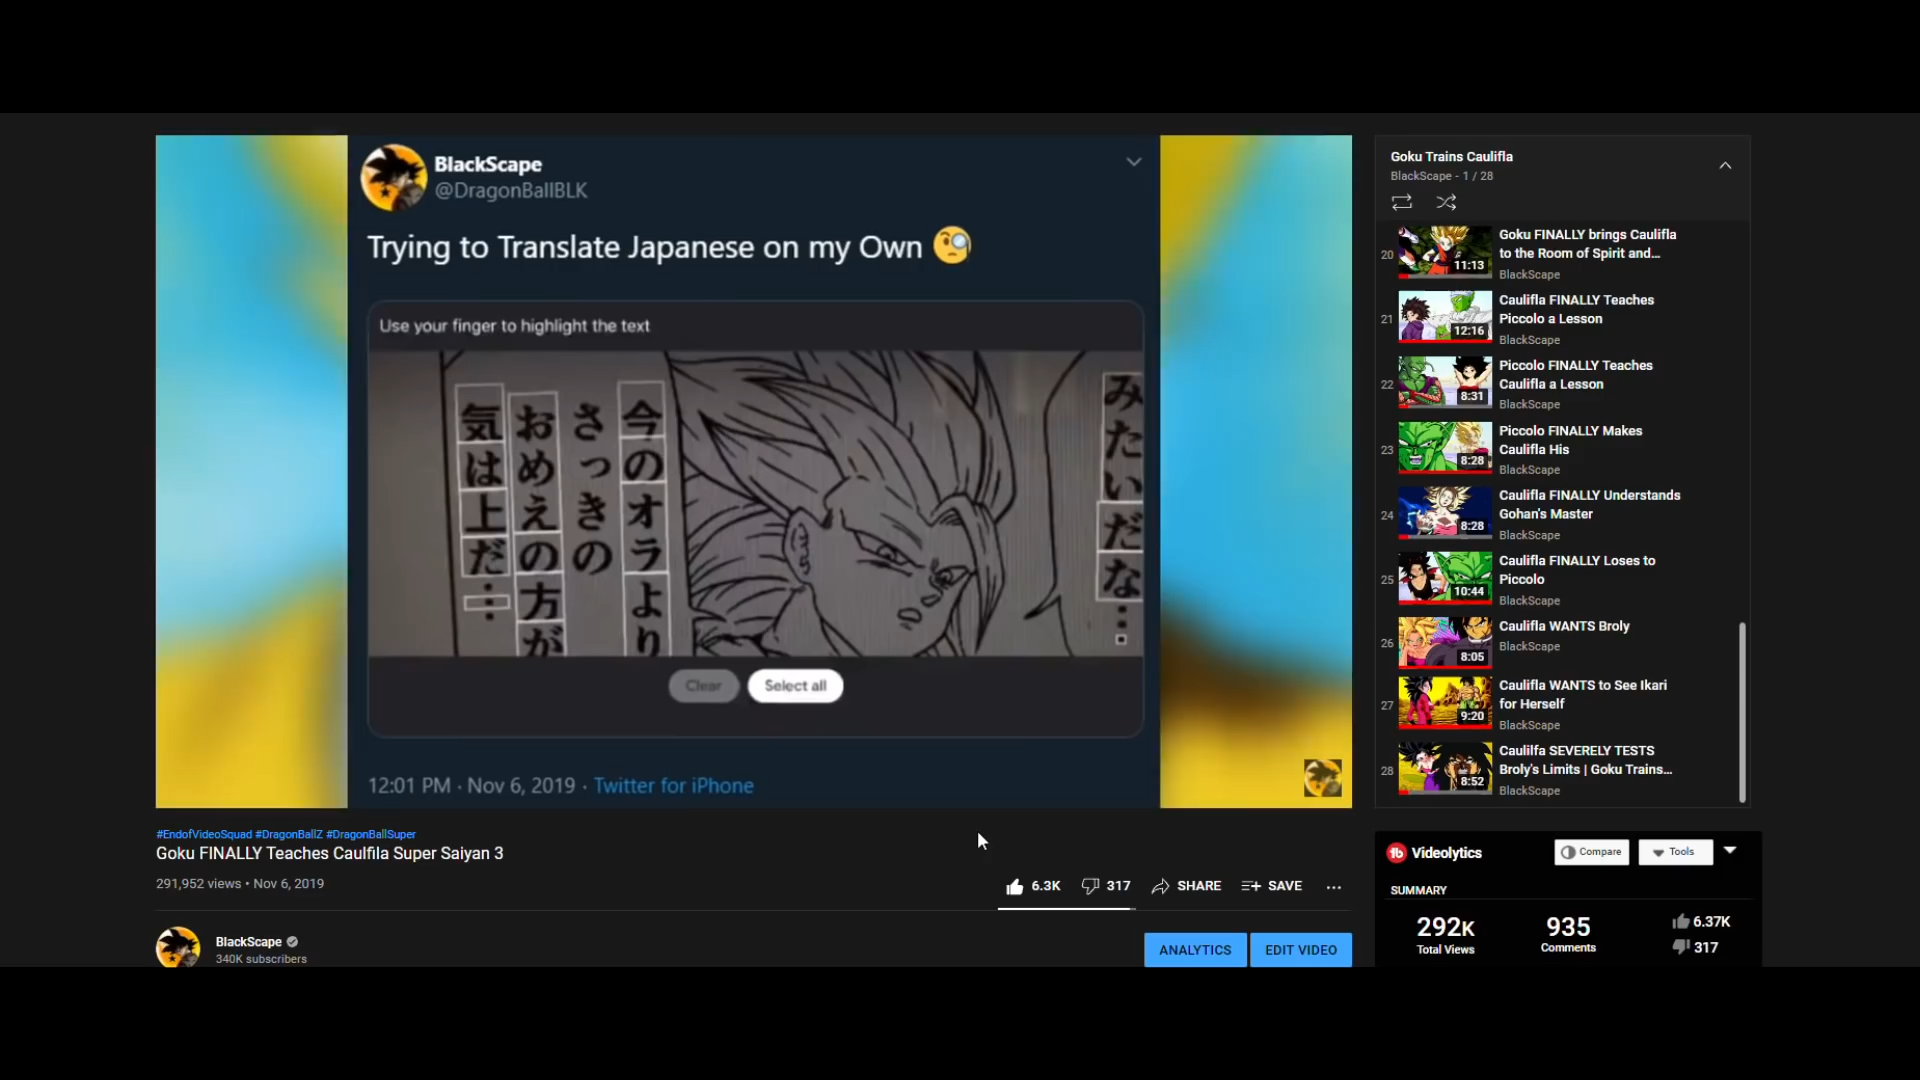 BlackScape
@DragonBallBLK
Trying to Translate Japanese on my Own
Use your finger to highlight the text
みたいだな…
今のオラより
さっきの
おめえの方が
気は上だ…
Clear
Select all
12:01 PM · Nov 6, 2019 · Twitter for iPhone
#EndofVideoSquad #DragonBallZ #DragonBallSuper
Goku FINALLY Teaches Caulfila Super Saiyan 3
291,952 views • Nov 6, 2019
6.3K
317
SHARE
SAVE
BlackScape
340K subscribers
ANALYTICS
EDIT VIDEO
Goku Trains Caulifla
BlackScape - 1 / 28
20
11:13
Goku FINALLY brings Caulifla
to the Room of Spirit and...
BlackScape
21
12:16
Caulifla FINALLY Teaches
Piccolo a Lesson
BlackScape
22
8:31
Piccolo FINALLY Teaches
Caulifla a Lesson
BlackScape
23
8:28
Piccolo FINALLY Makes
Caulifla His
BlackScape
24
8:28
Caulifla FINALLY Understands
Gohan's Master
BlackScape
25
10:44
Caulifla FINALLY Loses to
Piccolo
BlackScape
26
8:05
Caulifla WANTS Broly
BlackScape
27
9:20
Caulifla WANTS to See Ikari
for Herself
BlackScape
28
8:52
Caulilfa SEVERELY TESTS
Broly's Limits | Goku Trains...
BlackScape
tb Videolytics
Compare
Tools
SUMMARY
292K
Total Views
935
Comments
6.37K
317